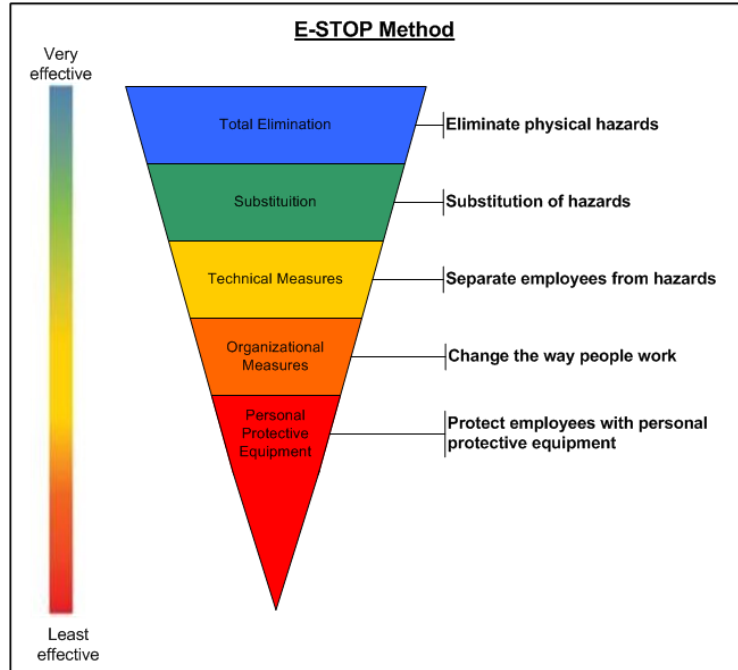 E-STOP Method
Very
effective
Total Elimination
Eliminate physical hazards
Substituition
Substitution of hazards
Technical Measures
Separate employees from hazards
Organizational
Measures
Change the way people work
Personal
Protective
Equipment
Protect employees with personal
protective equipment
Least
effective